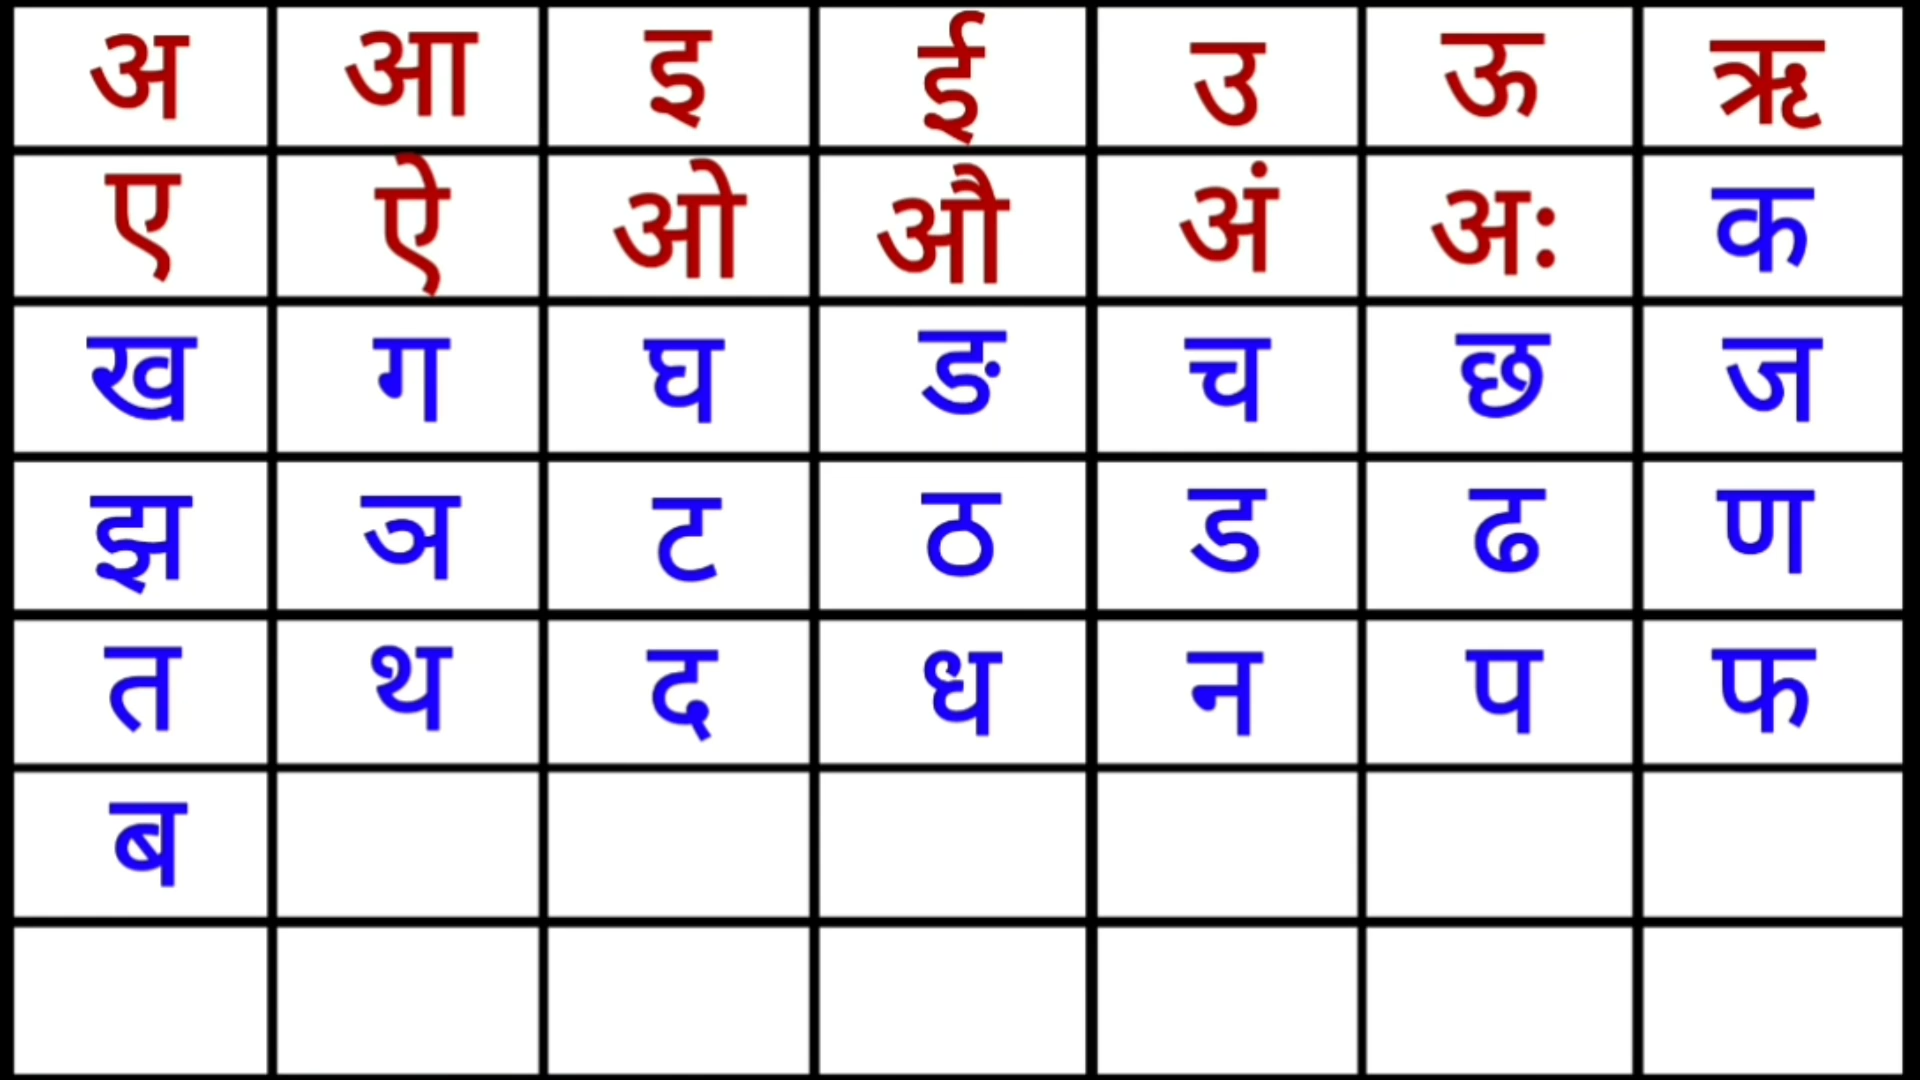 अ आ इ ई उ ऊ ऋ
ए ऐ ओ औ अं अः क
ख ग घ ङ च छ ज
झ ञ ट ठ ड ढ ण
त थ द ध न प फ
ब